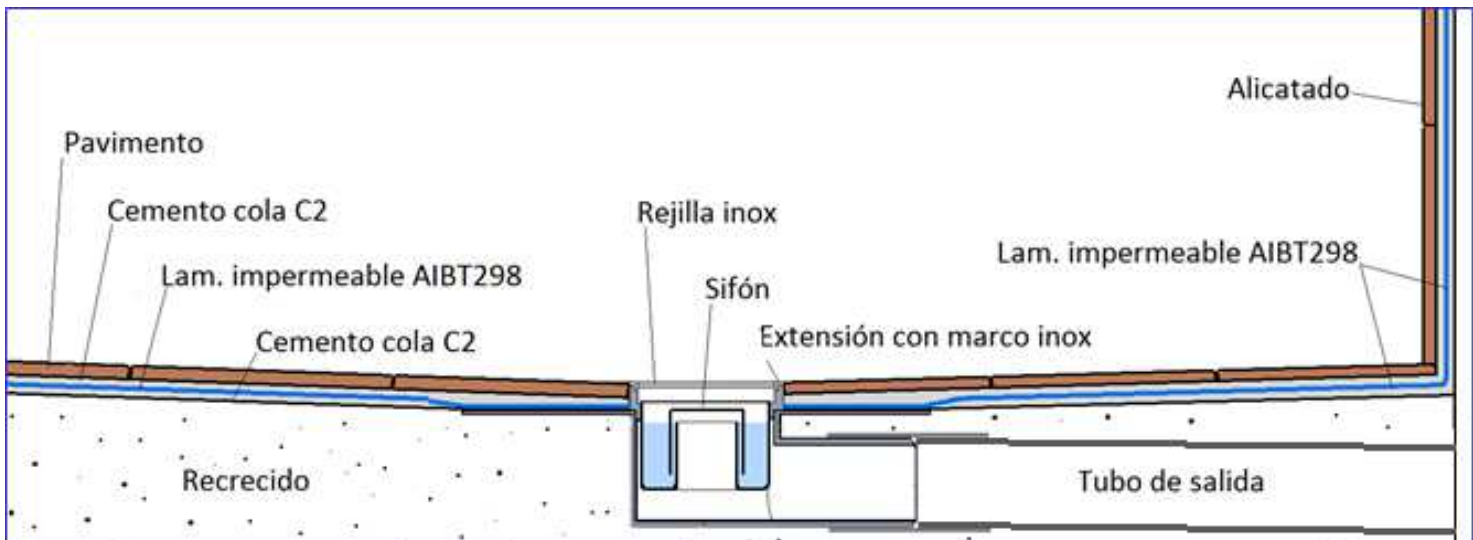 Alicatado
Pavimento
Cemento cola C2
Rejilla inox
Lam. impermeable AIBT298
Lam. impermeable AIBT298
Sifón
Cemento cola C2
Extensión con marco inox
Recrecido
Tubo de salida